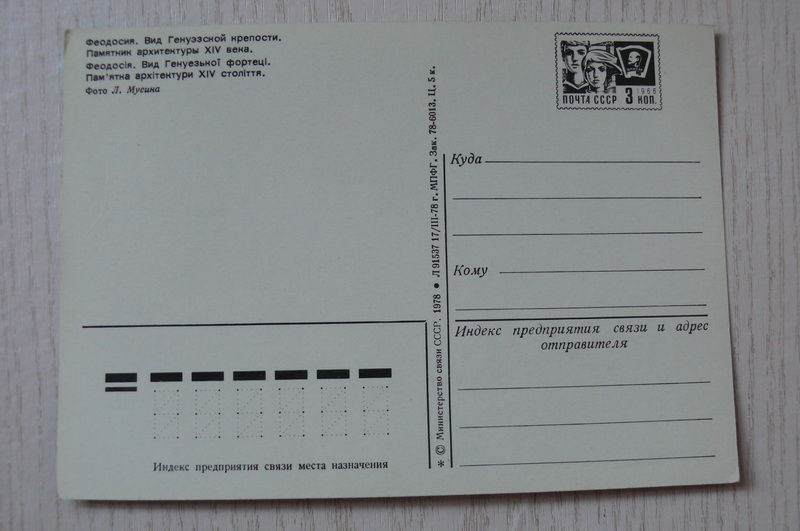 Феодосия. Вид Генуэзской крепости.
Памятник архитектуры XIV века.
Феодосія. Вид Генуезької фортеці.
Пам'ятка архітектури XIV століття.
Фото Л. Мусина
ПОЧТА СССР 3 КОП.
1966
Куда
Кому
Индекс предприятия связи и адрес
отправителя
* © Министерство связи СССР. 1978 ● Л 91537 17/III-78 г. МПФГ. Зак. 78-6013. Ц. 5 к.
Индекс предприятия связи места назначения